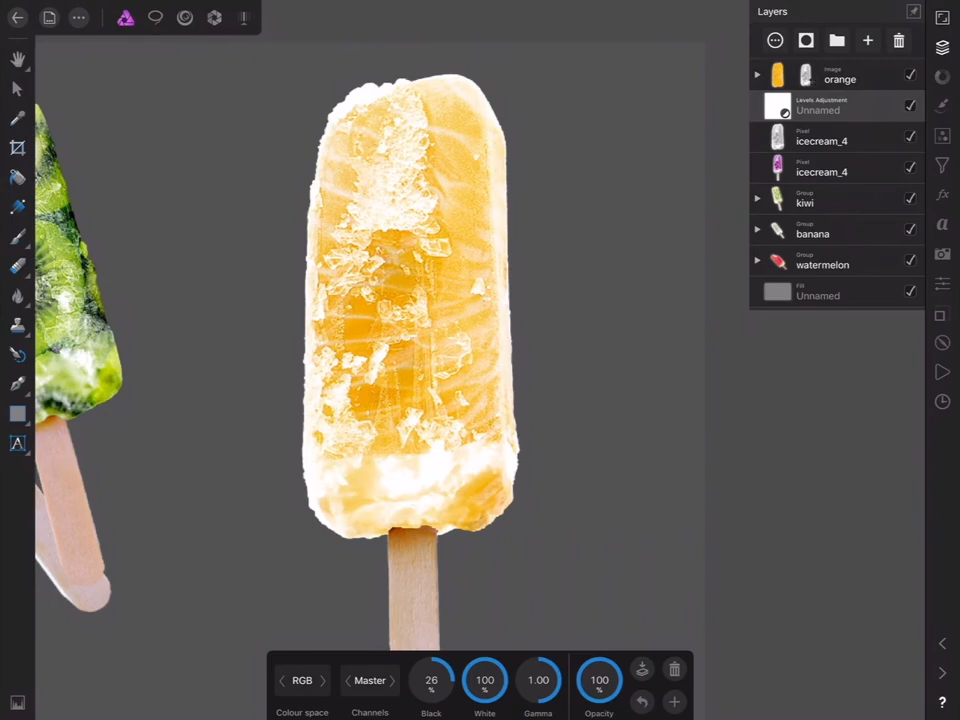 Layers
Image
orange
Levels Adjustment
Unnamed
Pixel
icecream_4
Pixel
icecream_4
Group
kiwi
Group
banana
Group
watermelon
Fill
Unnamed
RGB
Master
26
%
100
%
1.00
100
%
Colour space
Channels
Black
White
Gamma
Opacity
fx
a
A
?